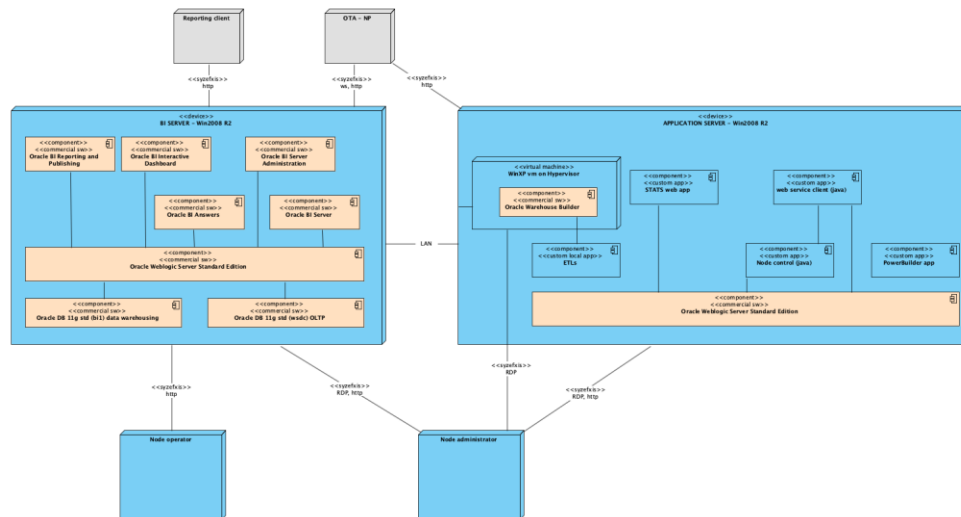 Reporting client
OTA - NP
<<syzefxis>>
http
<<syzefxis>>
ws, http
<<syzefxis>>
http
<<device>>
BI SERVER - Win2008 R2
<<component>>
<<commercial sw>>
Oracle BI Reporting and
Publishing
<<component>>
<<commercial sw>>
Oracle BI Interactive
Dashboard
<<component>>
<<commercial sw>>
Oracle BI Server
Administration
<<component>>
<<commercial sw>>
Oracle BI Answers
<<component>>
<<commercial sw>>
Oracle BI Server
<<component>>
<<commercial sw>>
Oracle Weblogic Server Standard Edition
<<component>>
<<commercial sw>>
Oracle DB 11g std (bi1) data warehousing
<<component>>
<<commercial sw>>
Oracle DB 11g std (wsdc) OLTP
LAN
<<device>>
APPLICATION SERVER - Win2008 R2
<<virtual machine>>
WinXP vm on Hypervisor
<<component>>
<<commercial sw>>
Oracle Warehouse Builder
<<component>>
<<custom local app>>
ETLs
<<component>>
<<custom app>>
STATS web app
<<component>>
<<custom app>>
web service client (java)
<<component>>
<<custom app>>
Node control (java)
<<component>>
<<custom app>>
PowerBuilder app
<<component>>
<<commercial sw>>
Oracle Weblogic Server Standard Edition
<<syzefxis>>
http
<<syzefxis>>
RDP, http
<<syzefxis>>
RDP
<<syzefxis>>
RDP, http
Node operator
Node administrator